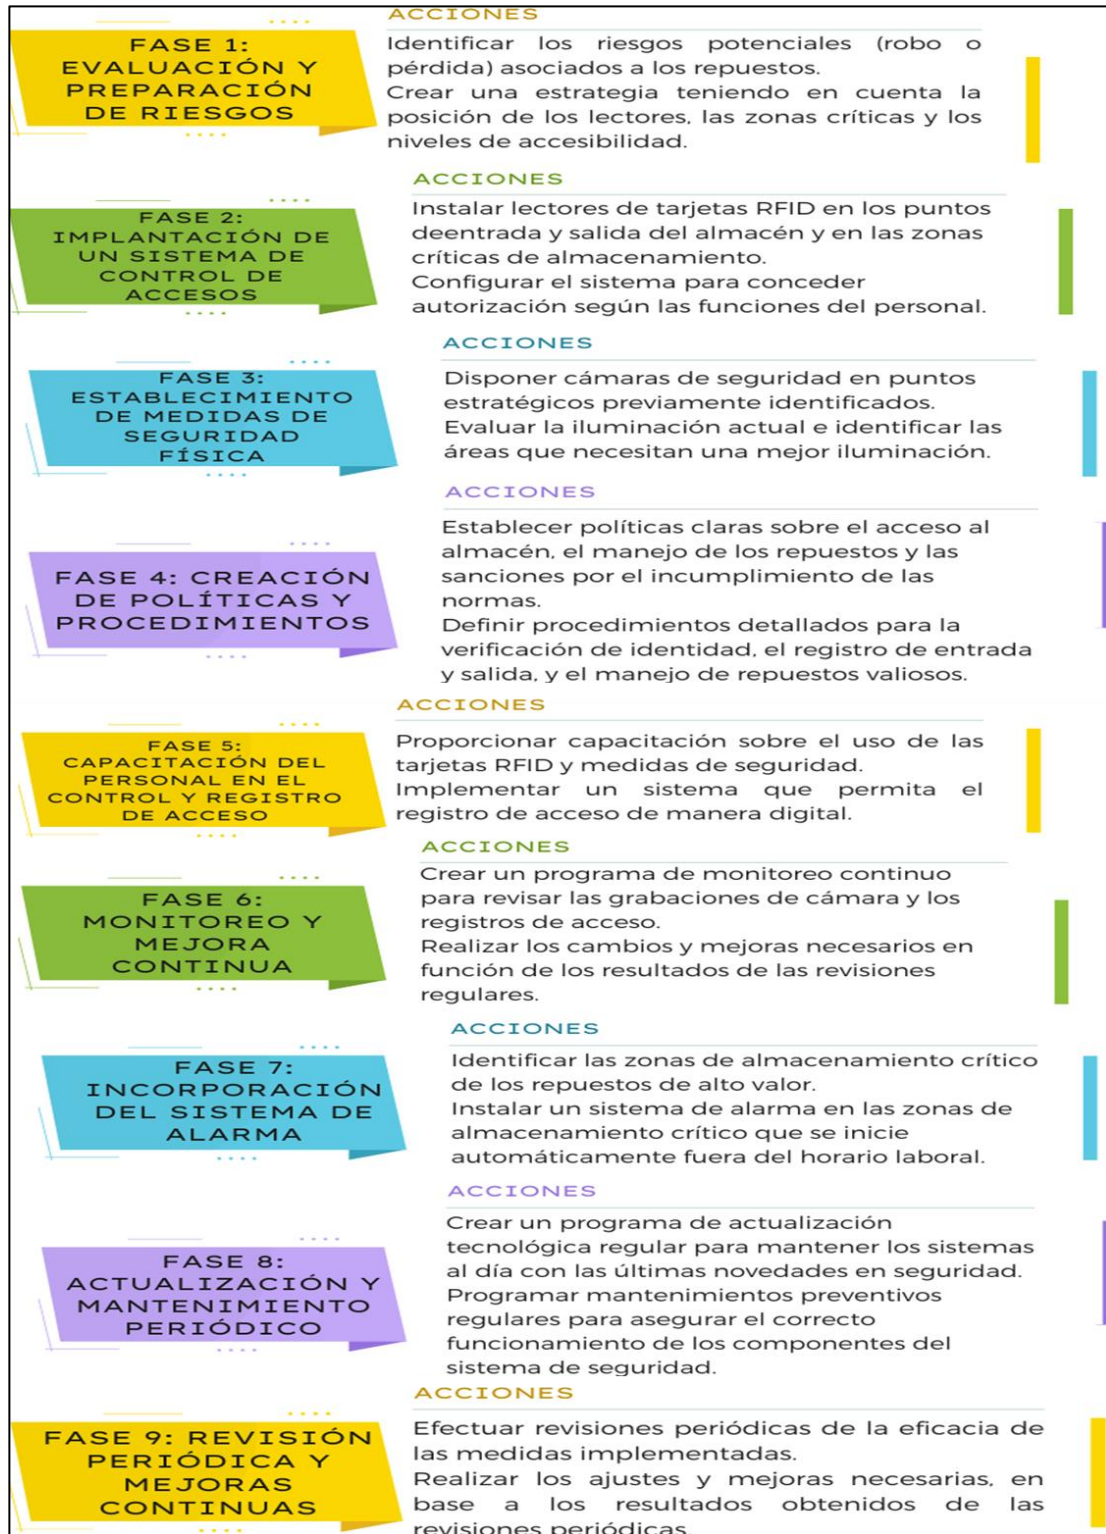 ACCIONES
FASE 1:
EVALUACIÓN Y
PREPARACIÓN
DE RIESGOS
Identificar los riesgos potenciales (robo o
pérdida) asociados a los repuestos.
Crear una estrategia teniendo en cuenta la
posición de los lectores, las zonas críticas y los
niveles de accesibilidad.
ACCIONES
FASE 2:
IMPLANTACIÓN DE
UN SISTEMA DE
CONTROL DE
ACCESOS
Instalar lectores de tarjetas RFID en los puntos
deentrada y salida del almacén y en las zonas
críticas de almacenamiento.
Configurar el sistema para conceder
autorización según las funciones del personal.
ACCIONES
FASE 3:
ESTABLECIMIENTO
DE MEDIDAS DE
SEGURIDAD
FÍSICA
Disponer cámaras de seguridad en puntos
estratégicos previamente identificados.
Evaluar la iluminación actual e identificar las
áreas que necesitan una mejor iluminación.
ACCIONES
FASE 4: CREACIÓN
DE POLÍTICAS Y
PROCEDIMIENTOS
Establecer políticas claras sobre el acceso al
almacén, el manejo de los repuestos y las
sanciones por el incumplimiento de las
normas.
Definir procedimientos detallados para la
verificación de identidad, el registro de entrada
y salida, y el manejo de repuestos valiosos.
ACCIONES
FASE 5:
CAPACITACIÓN DEL
PERSONAL EN EL
CONTROL Y REGISTRO
DE ACCESO
Proporcionar capacitación sobre el uso de las
tarjetas RFID y medidas de seguridad.
Implementar un sistema que permita el
registro de acceso de manera digital.
ACCIONES
FASE 6:
MONITOREO Y
MEJORA
CONTINUA
Crear un programa de monitoreo continuo
para revisar las grabaciones de cámara y los
registros de acceso.
Realizar los cambios y mejoras necesarios en
función de los resultados de las revisiones
regulares.
ACCIONES
FASE 7:
INCORPORACIÓN
DEL SISTEMA DE
ALARMA
Identificar las zonas de almacenamiento crítico
de los repuestos de alto valor.
Instalar un sistema de alarma en las zonas de
almacenamiento crítico que se inicie
automáticamente fuera del horario laboral.
ACCIONES
FASE 8:
ACTUALIZACIÓN Y
MANTENIMIENTO
PERIÓDICO
Crear un programa de actualización
tecnológica regular para mantener los sistemas
al día con las últimas novedades en seguridad.
Programar mantenimientos preventivos
regulares para asegurar el correcto
funcionamiento de los componentes del
sistema de seguridad.
ACCIONES
FASE 9: REVISIÓN
PERIÓDICA Y
MEJORAS
CONTINUAS
Efectuar revisiones periódicas de la eficacia de
las medidas implementadas.
Realizar los ajustes y mejoras necesarias, en
base a los resultados obtenidos de las
revisiones periódicas.